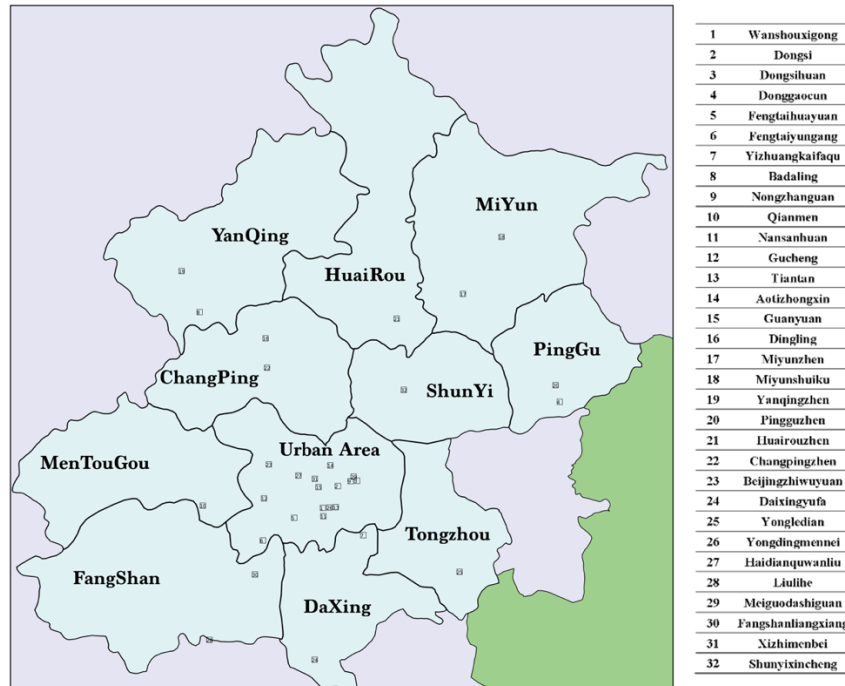 MiYun
YanQing
HuaiRou
PingGu
ChangPing
ShunYi
Urban Area
MenTouGou
Tongzhou
FangShan
DaXing
1 Wanshouxigong
2 Dongsi
3 Dongsihuan
4 Donggaocun
5 Fengtaihuayuan
6 Fengtaiyungang
7 Yizhuangkaifaqu
8 Badaling
9 Nongzhanguan
10 Qianmen
11 Nansanhuan
12 Gucheng
13 Tiantan
14 Aotizhongxin
15 Guanyuan
16 Dingling
17 Miyunzhen
18 Miyunshuiku
19 Yanqingzhen
20 Pingguzhen
21 Huairouzhen
22 Changpingzhen
23 Beijingzhiwuyuan
24 Daixingyufa
25 Yongledian
26 Yongdingmennei
27 Haidianquwanliu
28 Liulihe
29 Meiguodashiguan
30 Fangshanliangxiang
31 Xizhimenbei
32 Shunyixincheng